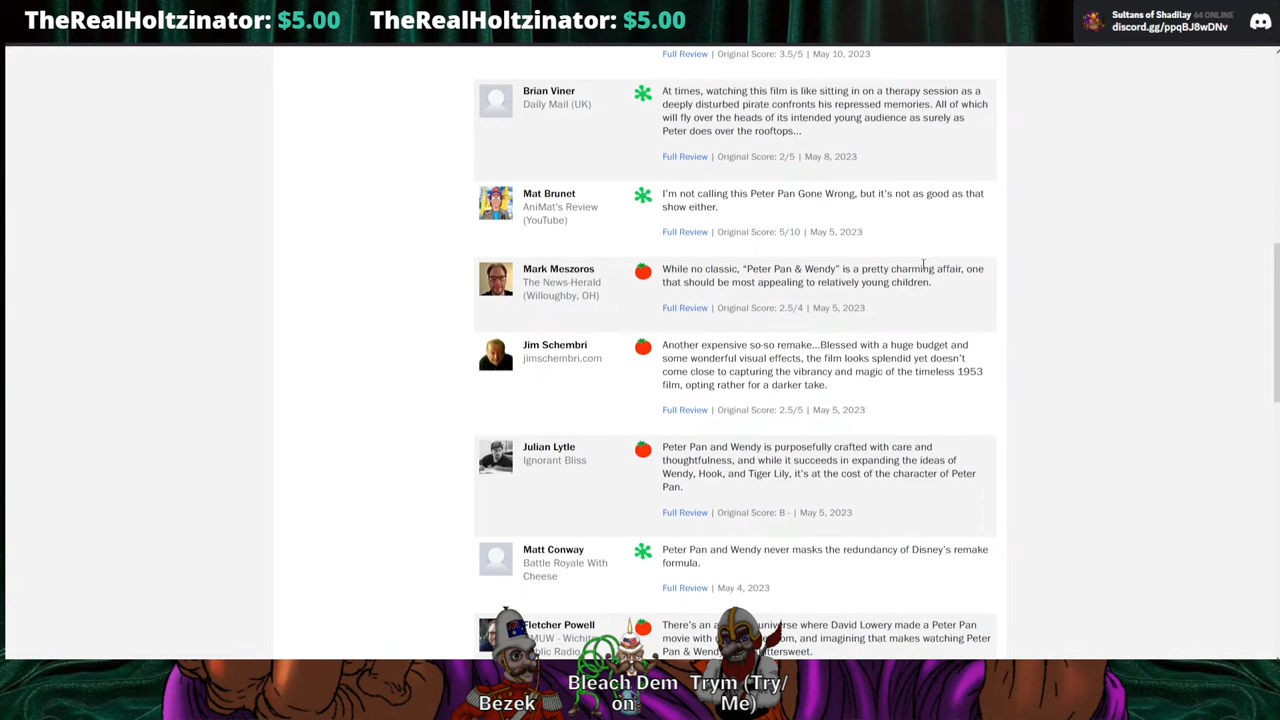 TheRealHoltzinator: $5.00 TheRealHoltzinator: $5.00
Sultans of Shadilay 64 ONLINE
discord.gg/ppqBJ8wDNv
Full Review | Original Score: 3.5/5 | May 10, 2023
Brian Viner
Daily Mail (UK)
At times, watching this film is like sitting in on a therapy session as a
deeply disturbed pirate confronts his repressed memories. All of which
will fly over the heads of its intended young audience as surely as
Peter does over the rooftops...
Full Review | Original Score: 2/5 | May 8, 2023
Mat Brunet
AniMat's Review
(YouTube)
I'm not calling this Peter Pan Gone Wrong, but it's not as good as that
show either.
Full Review | Original Score: 5/10 | May 5, 2023
Mark Meszoros
The News-Herald
(Willoughby, OH)
While no classic, “Peter Pan & Wendy” is a pretty charming affair, one
that should be most appealing to relatively young children.
Full Review | Original Score: 2.5/4 | May 5, 2023
Jim Schembri
jimschembri.com
Another expensive so-so remake...Blessed with a huge budget and
some wonderful visual effects, the film looks splendid yet doesn't
come close to capturing the vibrancy and magic of the timeless 1953
film, opting rather for a darker take.
Full Review | Original Score: 2.5/5 | May 5, 2023
Julian Lytle
Ignorant Bliss
Peter Pan and Wendy is purposefully crafted with care and
thoughtfulness, and while it succeeds in expanding the ideas of
Wendy, Hook, and Tiger Lily, it's at the cost of the character of Peter
Pan.
Full Review | Original Score: B - | May 5, 2023
Matt Conway
Battle Royale With
Cheese
Peter Pan and Wendy never masks the redundancy of Disney's remake
formula.
Full Review | May 4, 2023
Fletcher Powell
KMUW - Wichita
Public Radio
There's an universe where David Lowery made a Peter Pan
movie with and imagining that makes watching Peter
Pan & Wendy
Bezek
Bleach Dem
on
Trym (Try/
Me)